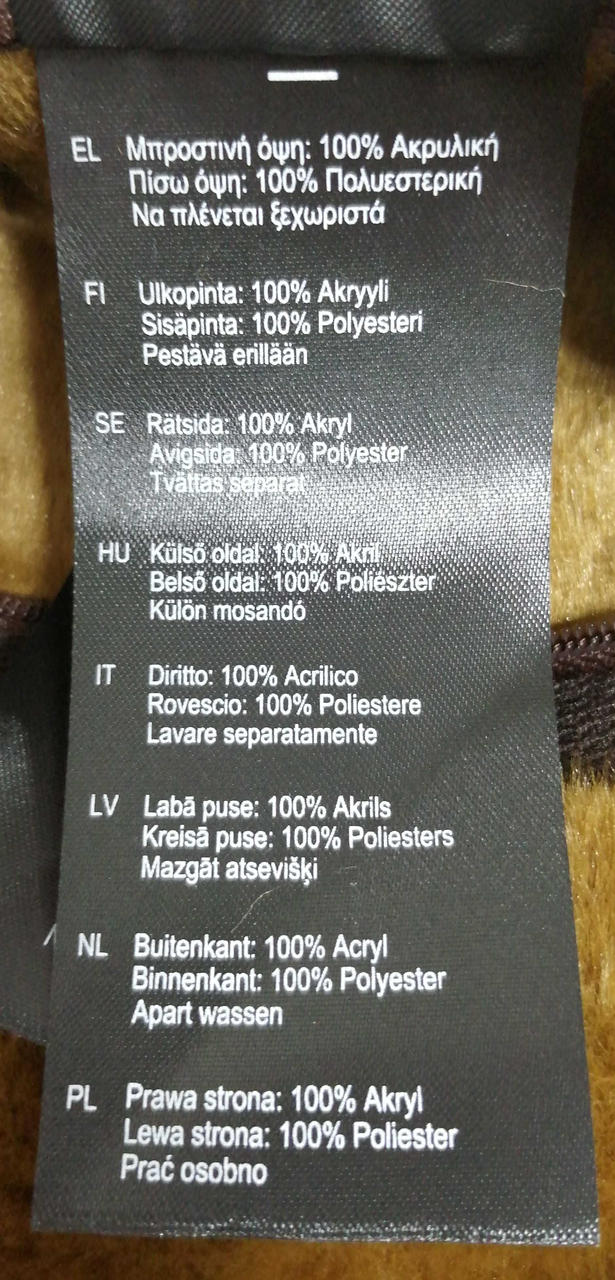 EL Μπροστινή όψη: 100% Ακρυλική
Πίσω όψη: 100% Πολυεστερική
Να πλένεται ξεχωριστά
FI Ulkopinta: 100% Akryyli
Sisäpinta: 100% Polyesteri
Pestävä erillään
SE Rätsida: 100% Akryl
Avigsida: 100% Polyester
Tvättas separat
HU Külső oldal: 100% Akril
Belső oldal: 100% Poliészter
Külön mosandó
IT Diritto: 100% Acrilico
Rovescio: 100% Poliestere
Lavare separatamente
LV Labā puse: 100% Akrils
Kreisā puse: 100% Poliesters
Mazgāt atsevišķi
NL Buitenkant: 100% Acryl
Binnenkant: 100% Polyester
Apart wassen
PL Prawa strona: 100% Akryl
Lewa strona: 100% Poliester
Prać osobno